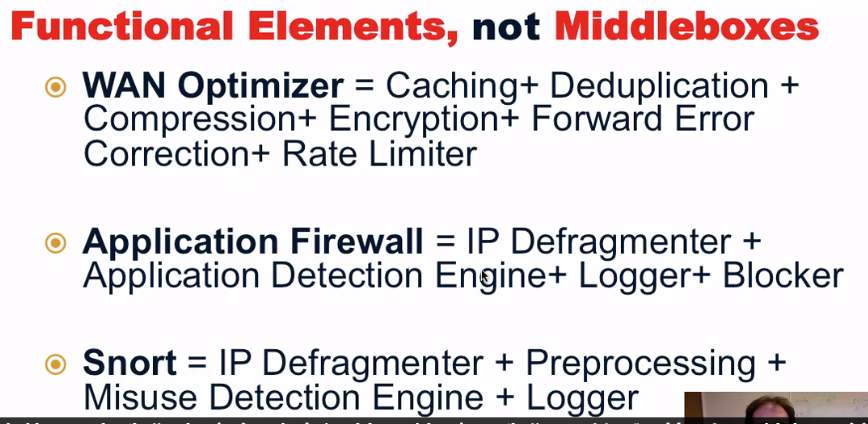 Functional Elements, not Middleboxes
WAN Optimizer = Caching+ Deduplication +
Compression+ Encryption+ Forward Error
Correction+ Rate Limiter
Application Firewall = IP Defragmenter +
Application Detection Engine+ Logger+ Blocker
Snort = IP Defragmenter + Preprocessing +
Misuse Detection Engine + Logger